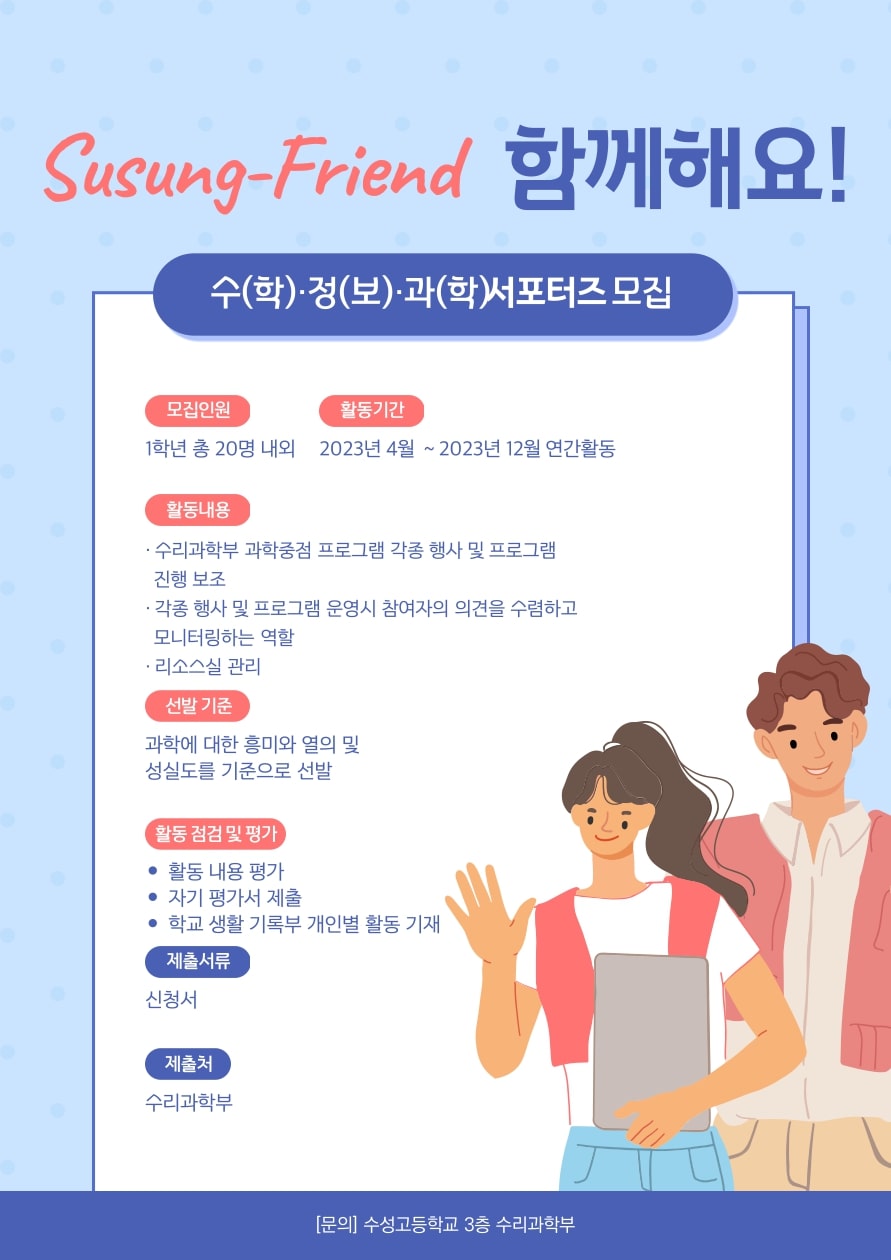 Susung-Friend 함께해요!
수(학)·정(보)·과(학)서포터즈 모집
모집인원 활동기간
1학년 총 20명 내외 2023년 4월 ~ 2023년 12월 연간활동
활동내용
· 수리과학부 과학중점 프로그램 각종 행사 및 프로그램
진행 보조
· 각종 행사 및 프로그램 운영시 참여자의 의견을 수렴하고
모니터링하는 역할
· 리소스실 관리
선발 기준
과학에 대한 흥미와 열의 및
성실도를 기준으로 선발
활동 점검 및 평가
• 활동 내용 평가
• 자기 평가서 제출
• 학교 생활 기록부 개인별 활동 기재
제출서류
신청서
제출처
수리과학부
[문의] 수성고등학교 3층 수리과학부